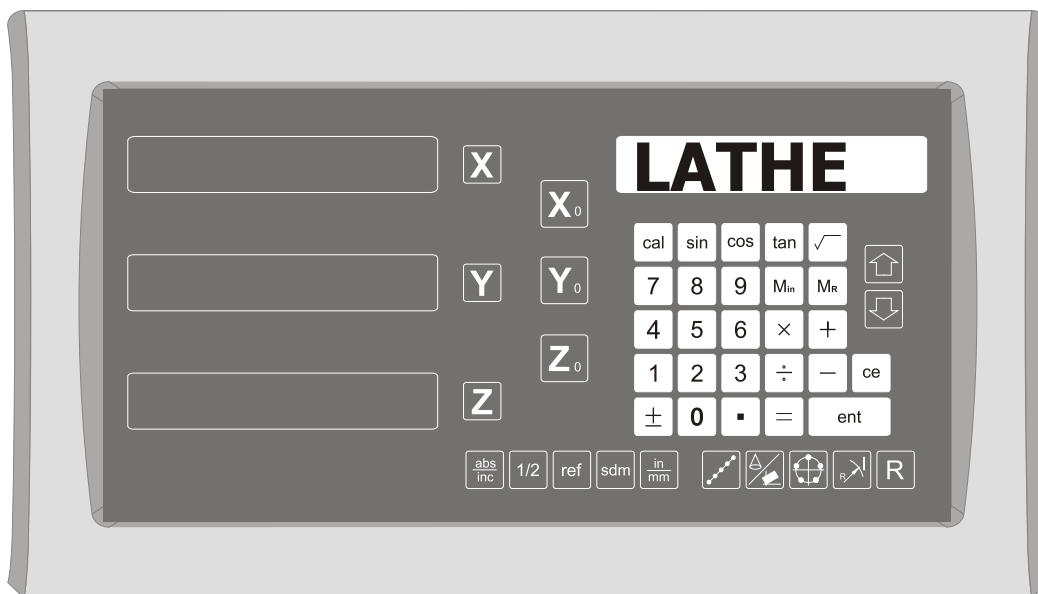 X
LATHE
X₀
cal sin cos tan √
Y
Y₀
7 8 9 Min MR
4 5 6 × +
Z₀
1 2 3 ÷ − ce
Z
± 0 . = ent
abs
inc
1/2 ref sdm
in
mm
R
R